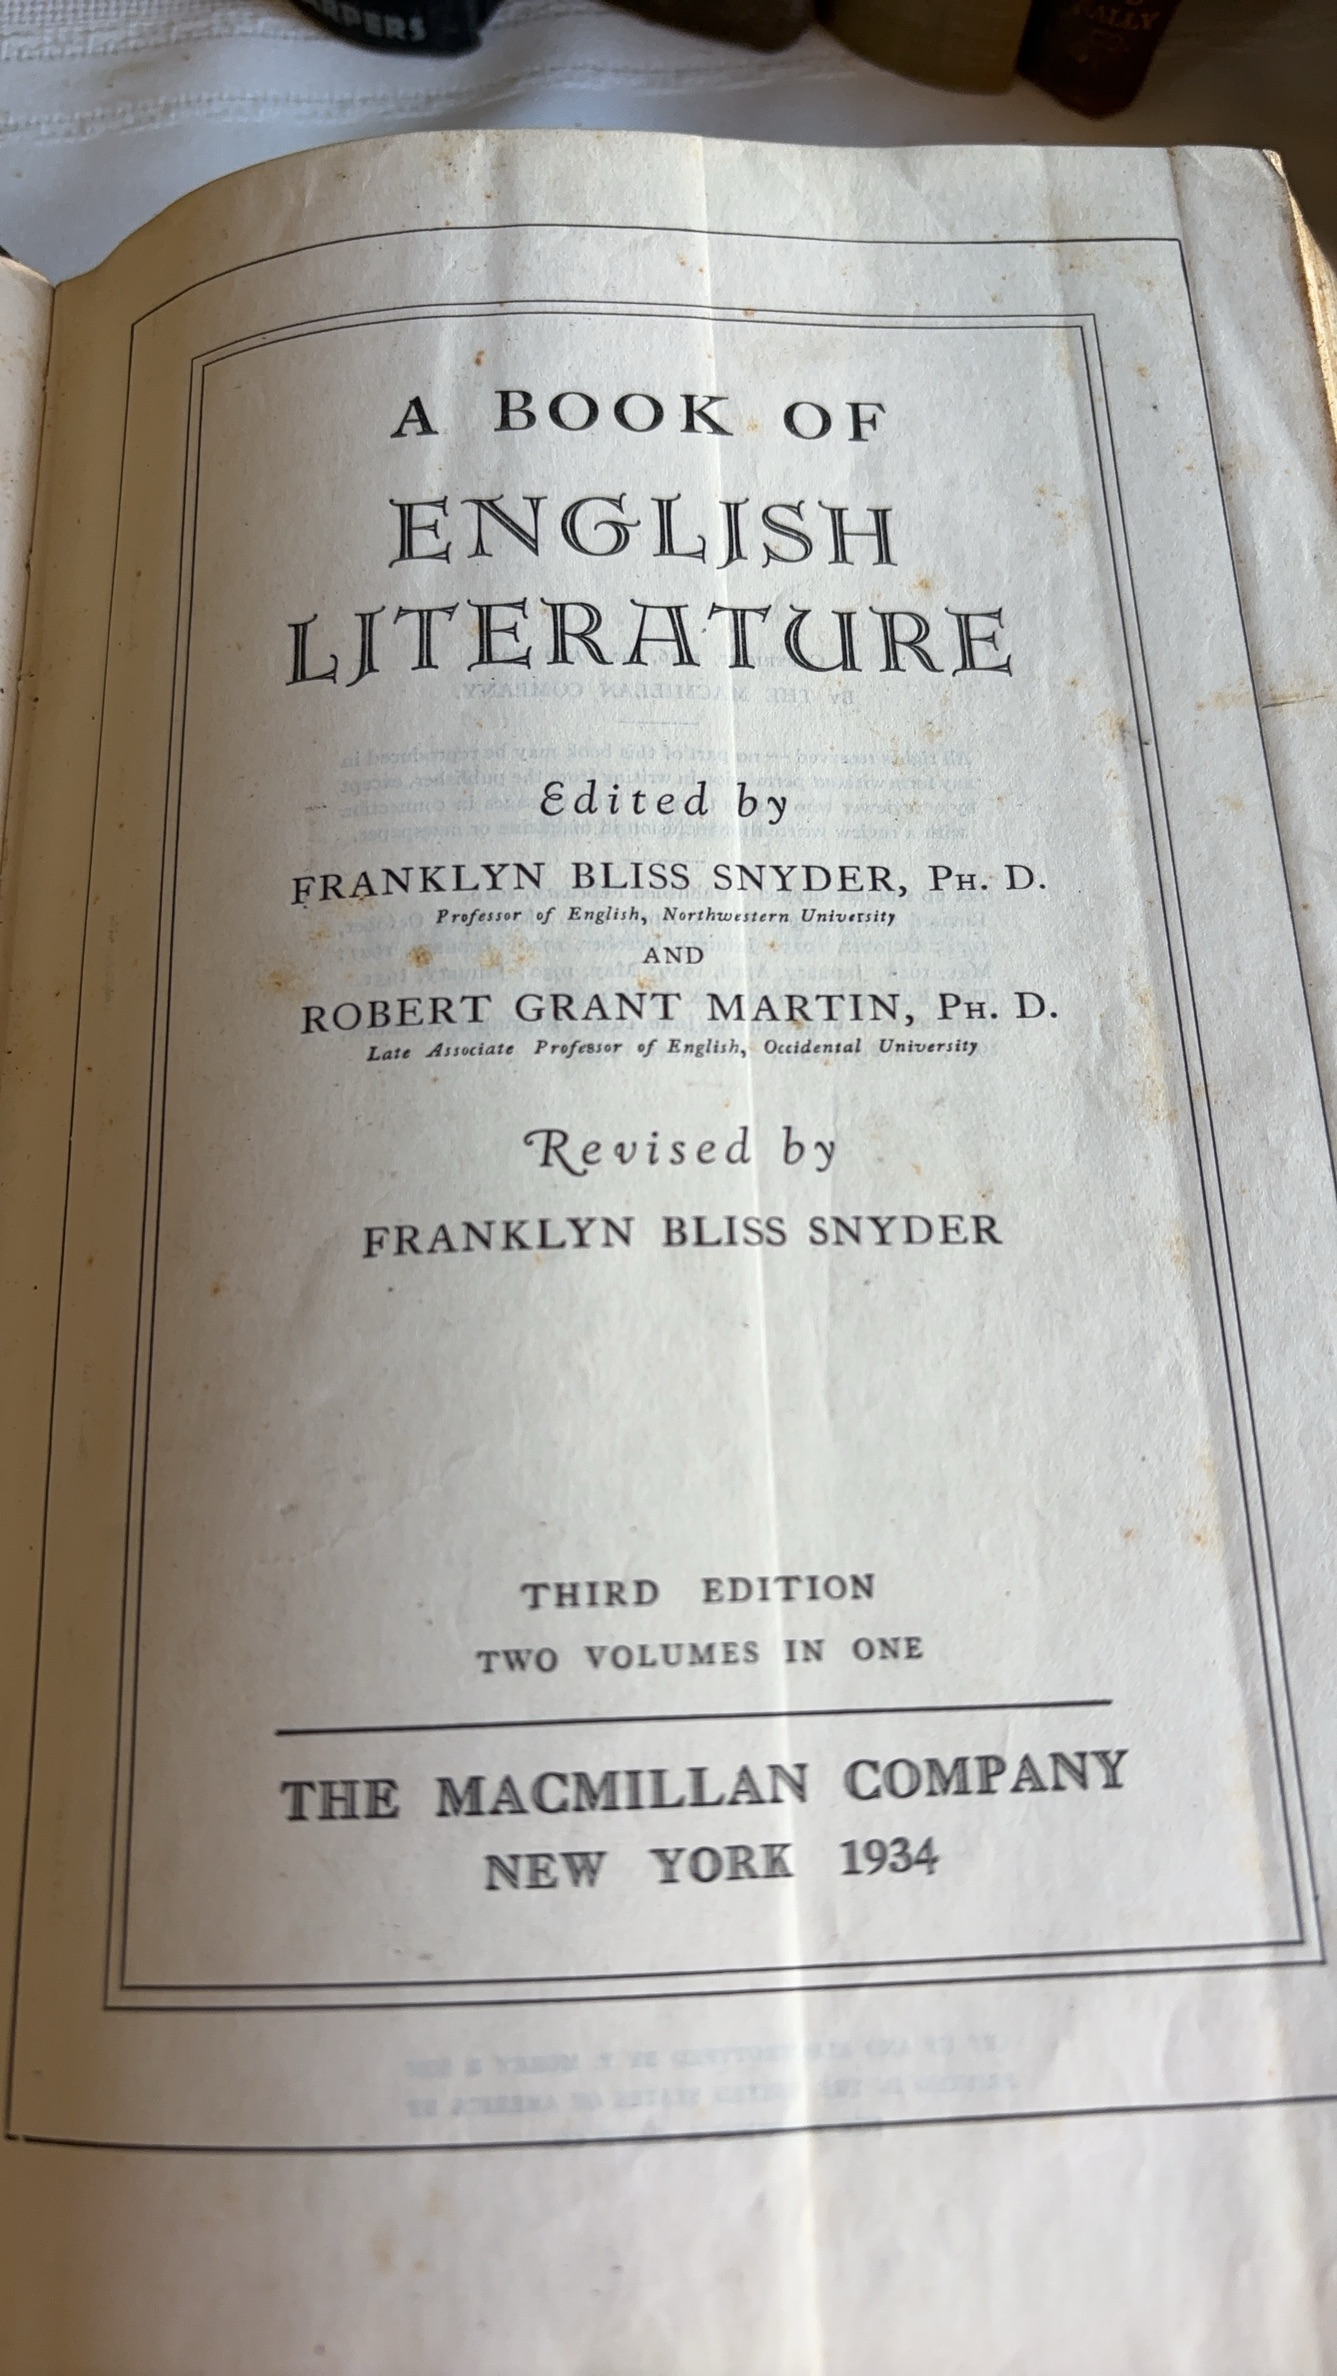 A BOOK OF
ENGLISH
LITERATURE
Edited by
FRANKLYN BLISS SNYDER, PH. D.
Professor of English, Northwestern University
AND
ROBERT GRANT MARTIN, PH. D.
Late Associate Professor of English, Occidental University
Revised by
FRANKLYN BLISS SNYDER
THIRD EDITION
TWO VOLUMES IN ONE
THE MACMILLAN COMPANY
NEW YORK 1934